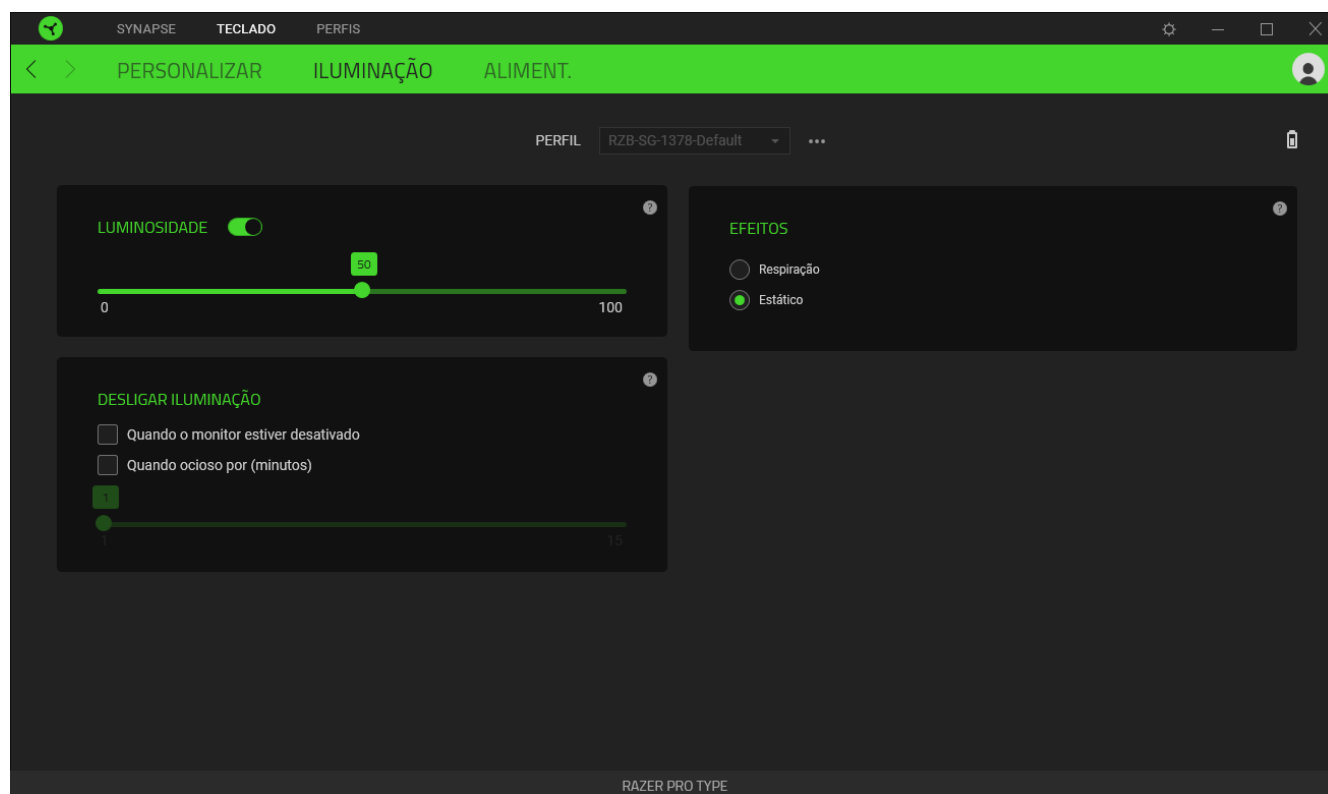 SYNAPSE TECLADO PERFIS
PERSONALIZAR ILUMINAÇÃO ALIMENT.
PERFIL RZB-SG-1378-Default
LUMINOSIDADE
50
0 100
DESLIGAR ILUMINAÇÃO
Quando o monitor estiver desativado
Quando ocioso por (minutos)
1
1 15
EFEITOS
Respiração
Estático
RAZER PRO TYPE